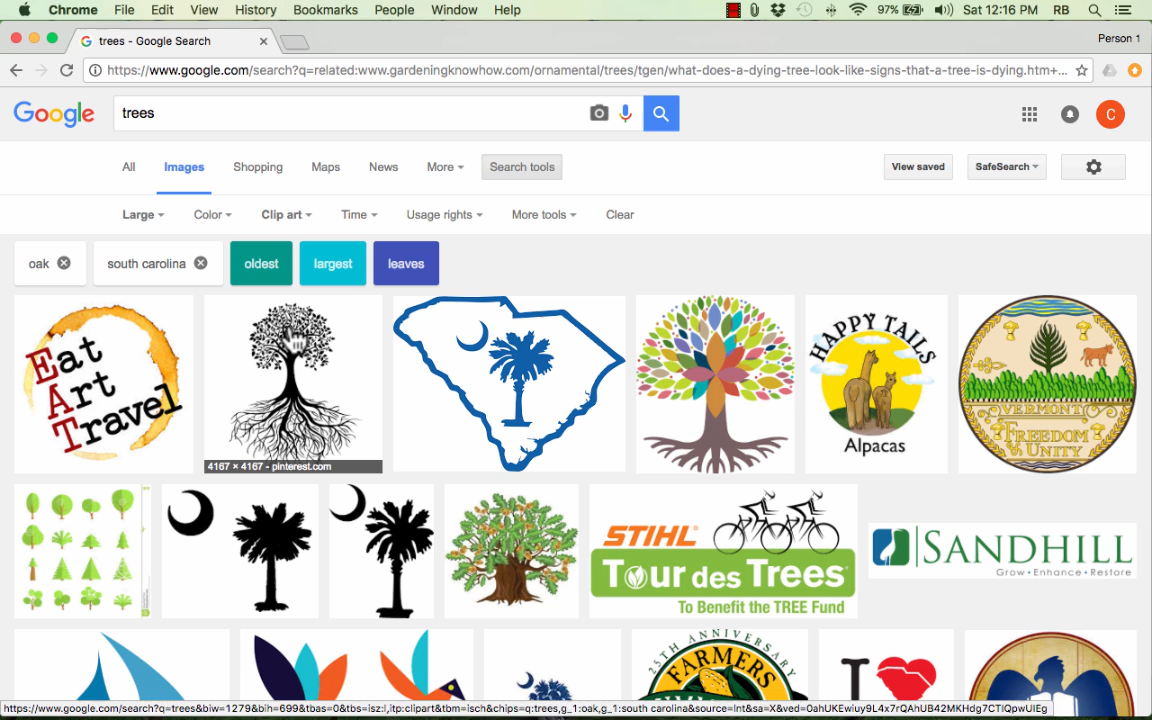 Chrome File Edit View History Bookmarks People Window Help 97% Sat 12:16 PM RB
trees - Google Search Person 1
https://www.google.com/search?q=related:www.gardeningknowhow.com/ornamental/trees/tgen/what-does-a-dying-tree-look-like-signs-that-a-tree-is-dying.htm+...
Google trees C
All Images Shopping Maps News More Search tools View saved SafeSearch
Large Color Clip art Time Usage rights More tools Clear
oak south carolina oldest largest leaves
Eat
Art
Travel
4167 × 4167 - pinterest.com
HAPPY TAILS
Alpacas
VERMONT
FREEDOM
UNITY
STIHL
Tour des Trees
To Benefit the TREE Fund
SANDHILL
Grow • Enhance • Restore
25TH ANNIVERSARY
FARMERS
I
https://www.google.com/search?q=trees&biw=1279&bih=699&tbas=0&tbs=isz:l,itp:clipart&tbm=isch&chips=q:trees,g_1:oak,g_1:south carolina&source=lnt&sa=X&ved=0ahUKEwiuy9L4x7rQAhUB42MKHdg7CTIQpwUIEg